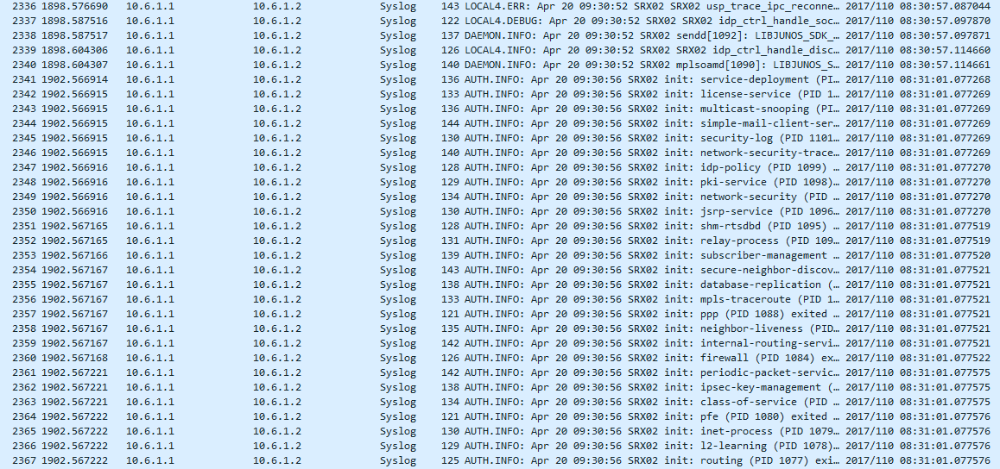 2336 1898.576690 10.6.1.1 10.6.1.2 Syslog 143 LOCAL4.ERR: Apr 20 09:30:52 SRX02 SRX02 usp_trace_ipc_reconne… 2017/110 08:30:57.087044
2337 1898.587516 10.6.1.1 10.6.1.2 Syslog 122 LOCAL4.DEBUG: Apr 20 09:30:52 SRX02 SRX02 idp_ctrl_handle_soc… 2017/110 08:30:57.097870
2338 1898.587517 10.6.1.1 10.6.1.2 Syslog 137 DAEMON.INFO: Apr 20 09:30:52 SRX02 sendd[1092]: LIBJUNOS_SDK_… 2017/110 08:30:57.097871
2339 1898.604306 10.6.1.1 10.6.1.2 Syslog 126 LOCAL4.INFO: Apr 20 09:30:52 SRX02 SRX02 idp_ctrl_handle_disc… 2017/110 08:30:57.114660
2340 1898.604307 10.6.1.1 10.6.1.2 Syslog 140 DAEMON.INFO: Apr 20 09:30:52 SRX02 mplsoamd[1090]: LIBJUNOS_S… 2017/110 08:30:57.114661
2341 1902.566914 10.6.1.1 10.6.1.2 Syslog 136 AUTH.INFO: Apr 20 09:30:56 SRX02 init: service-deployment (PI… 2017/110 08:31:01.077268
2342 1902.566915 10.6.1.1 10.6.1.2 Syslog 133 AUTH.INFO: Apr 20 09:30:56 SRX02 init: license-service (PID 1… 2017/110 08:31:01.077269
2343 1902.566915 10.6.1.1 10.6.1.2 Syslog 136 AUTH.INFO: Apr 20 09:30:56 SRX02 init: multicast-snooping (PI… 2017/110 08:31:01.077269
2344 1902.566915 10.6.1.1 10.6.1.2 Syslog 144 AUTH.INFO: Apr 20 09:30:56 SRX02 init: simple-mail-client-ser… 2017/110 08:31:01.077269
2345 1902.566915 10.6.1.1 10.6.1.2 Syslog 130 AUTH.INFO: Apr 20 09:30:56 SRX02 init: security-log (PID 1101… 2017/110 08:31:01.077269
2346 1902.566915 10.6.1.1 10.6.1.2 Syslog 140 AUTH.INFO: Apr 20 09:30:56 SRX02 init: network-security-trace… 2017/110 08:31:01.077269
2347 1902.566916 10.6.1.1 10.6.1.2 Syslog 128 AUTH.INFO: Apr 20 09:30:56 SRX02 init: idp-policy (PID 1099) … 2017/110 08:31:01.077270
2348 1902.566916 10.6.1.1 10.6.1.2 Syslog 129 AUTH.INFO: Apr 20 09:30:56 SRX02 init: pki-service (PID 1098)… 2017/110 08:31:01.077270
2349 1902.566916 10.6.1.1 10.6.1.2 Syslog 134 AUTH.INFO: Apr 20 09:30:56 SRX02 init: network-security (PID … 2017/110 08:31:01.077270
2350 1902.566916 10.6.1.1 10.6.1.2 Syslog 130 AUTH.INFO: Apr 20 09:30:56 SRX02 init: jsrp-service (PID 1096… 2017/110 08:31:01.077270
2351 1902.567165 10.6.1.1 10.6.1.2 Syslog 128 AUTH.INFO: Apr 20 09:30:56 SRX02 init: shm-rtsdbd (PID 1095) … 2017/110 08:31:01.077519
2352 1902.567165 10.6.1.1 10.6.1.2 Syslog 131 AUTH.INFO: Apr 20 09:30:56 SRX02 init: relay-process (PID 109… 2017/110 08:31:01.077519
2353 1902.567166 10.6.1.1 10.6.1.2 Syslog 139 AUTH.INFO: Apr 20 09:30:56 SRX02 init: subscriber-management … 2017/110 08:31:01.077520
2354 1902.567167 10.6.1.1 10.6.1.2 Syslog 143 AUTH.INFO: Apr 20 09:30:56 SRX02 init: secure-neighbor-discov… 2017/110 08:31:01.077521
2355 1902.567167 10.6.1.1 10.6.1.2 Syslog 138 AUTH.INFO: Apr 20 09:30:56 SRX02 init: database-replication (… 2017/110 08:31:01.077521
2356 1902.567167 10.6.1.1 10.6.1.2 Syslog 133 AUTH.INFO: Apr 20 09:30:56 SRX02 init: mpls-traceroute (PID 1… 2017/110 08:31:01.077521
2357 1902.567167 10.6.1.1 10.6.1.2 Syslog 121 AUTH.INFO: Apr 20 09:30:56 SRX02 init: ppp (PID 1088) exited … 2017/110 08:31:01.077521
2358 1902.567167 10.6.1.1 10.6.1.2 Syslog 135 AUTH.INFO: Apr 20 09:30:56 SRX02 init: neighbor-liveness (PID… 2017/110 08:31:01.077521
2359 1902.567167 10.6.1.1 10.6.1.2 Syslog 142 AUTH.INFO: Apr 20 09:30:56 SRX02 init: internal-routing-servi… 2017/110 08:31:01.077521
2360 1902.567168 10.6.1.1 10.6.1.2 Syslog 126 AUTH.INFO: Apr 20 09:30:56 SRX02 init: firewall (PID 1084) ex… 2017/110 08:31:01.077522
2361 1902.567221 10.6.1.1 10.6.1.2 Syslog 142 AUTH.INFO: Apr 20 09:30:56 SRX02 init: periodic-packet-servic… 2017/110 08:31:01.077575
2362 1902.567221 10.6.1.1 10.6.1.2 Syslog 138 AUTH.INFO: Apr 20 09:30:56 SRX02 init: ipsec-key-management (… 2017/110 08:31:01.077575
2363 1902.567221 10.6.1.1 10.6.1.2 Syslog 134 AUTH.INFO: Apr 20 09:30:56 SRX02 init: class-of-service (PID … 2017/110 08:31:01.077575
2364 1902.567222 10.6.1.1 10.6.1.2 Syslog 121 AUTH.INFO: Apr 20 09:30:56 SRX02 init: pfe (PID 1080) exited … 2017/110 08:31:01.077576
2365 1902.567222 10.6.1.1 10.6.1.2 Syslog 130 AUTH.INFO: Apr 20 09:30:56 SRX02 init: inet-process (PID 1079… 2017/110 08:31:01.077576
2366 1902.567222 10.6.1.1 10.6.1.2 Syslog 129 AUTH.INFO: Apr 20 09:30:56 SRX02 init: l2-learning (PID 1078)… 2017/110 08:31:01.077576
2367 1902.567222 10.6.1.1 10.6.1.2 Syslog 125 AUTH.INFO: Apr 20 09:30:56 SRX02 init: routing (PID 1077) exi… 2017/110 08:31:01.077576